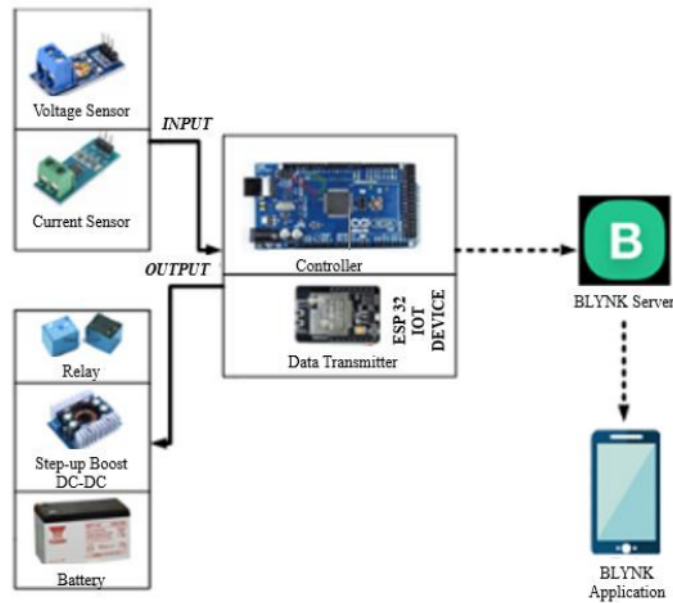 Voltage Sensor
INPUT
Current Sensor
Controller
OUTPUT
ESP 32
IOT
DEVICE
Data Transmitter
Relay
Step-up Boost
DC-DC
Battery
B
BLYNK Server
BLYNK
Application